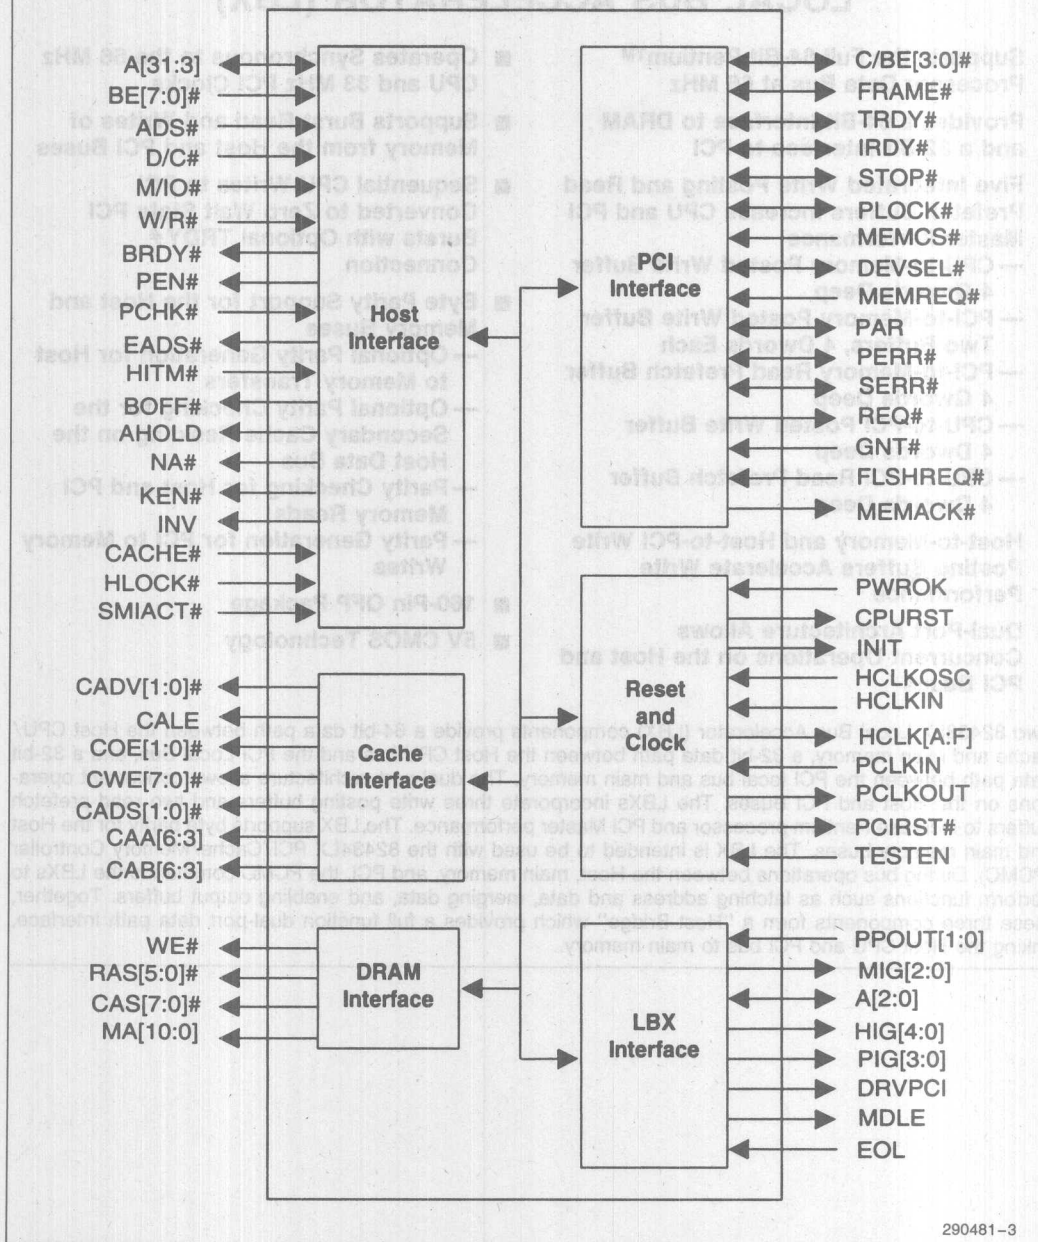 A[31:3]
BE[7:0]#
ADS#
D/C#
M/IO#
W/R#
BRDY#
PEN#
PCHK#
EADS#
HITM#
BOFF#
AHOLD
NA#
KEN#
INV
CACHE#
HLOCK#
SMIACT#
Host
Interface
CADV[1:0]#
CALE
COE[1:0]#
CWE[7:0]#
CADS[1:0]#
CAA[6:3]
CAB[6:3]
Cache
Interface
WE#
RAS[5:0]#
CAS[7:0]#
MA[10:0]
DRAM
Interface
PCI
Interface
C/BE[3:0]#
FRAME#
TRDY#
IRDY#
STOP#
PLOCK#
MEMCS#
DEVSEL#
MEMREQ#
PAR
PERR#
SERR#
REQ#
GNT#
FLSHREQ#
MEMACK#
Reset
and
Clock
PWROK
CPURST
INIT
HCLKOSC
HCLKIN
HCLK[A:F]
PCLKIN
PCLKOUT
PCIRST#
TESTEN
LBX
Interface
PPOUT[1:0]
MIG[2:0]
A[2:0]
HIG[4:0]
PIG[3:0]
DRVPCI
MDLE
EOL
290481–3